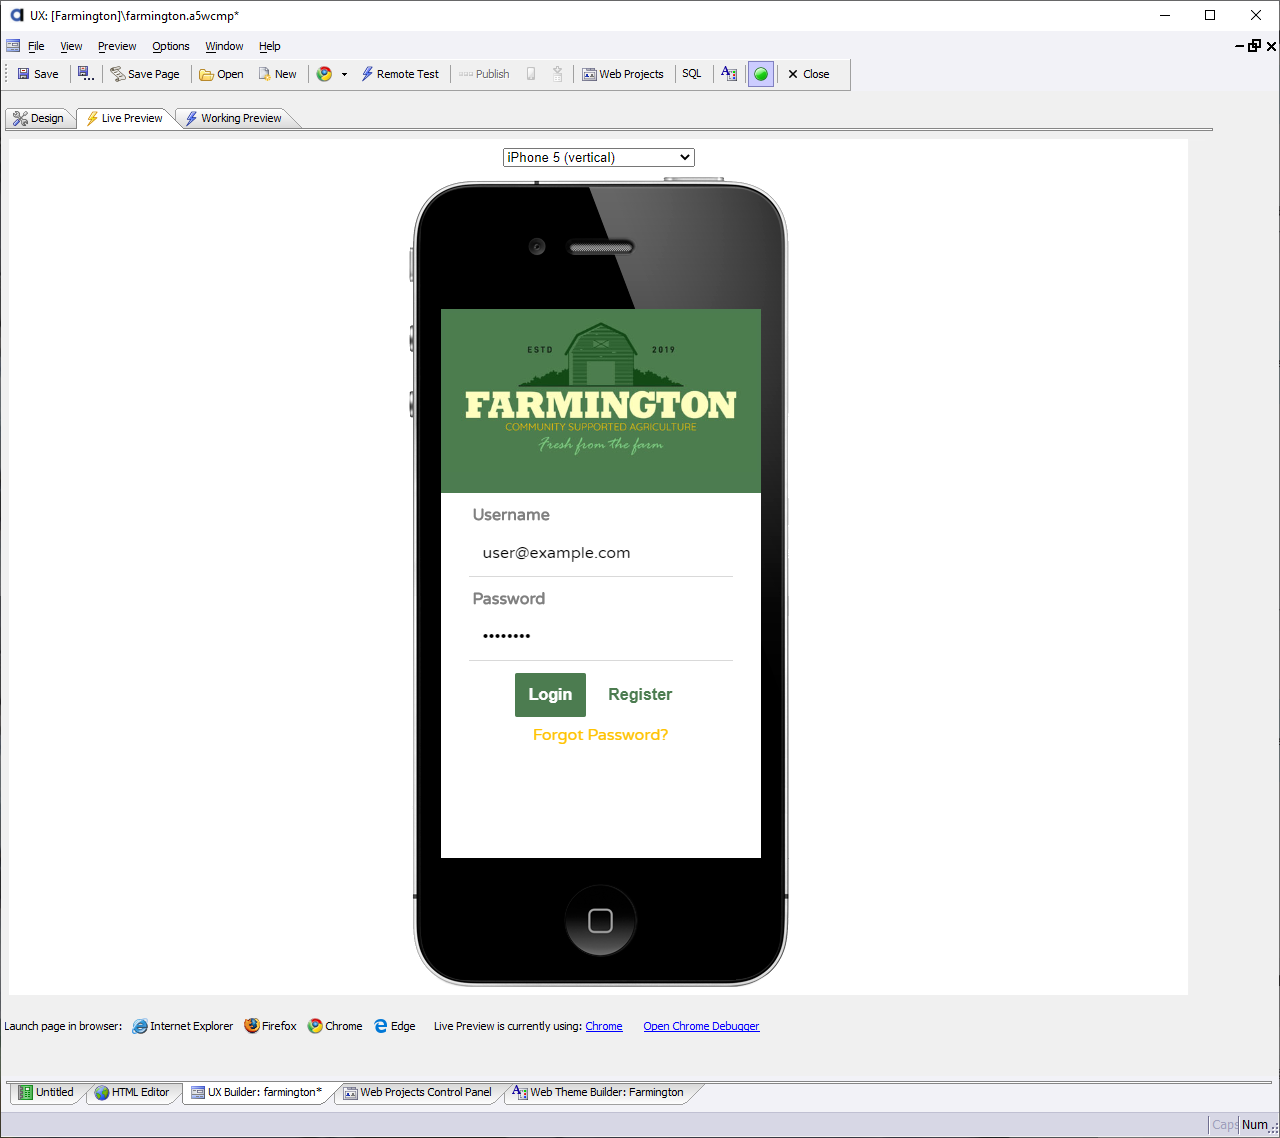 UX: [Farmington]\farmington.a5wcmp*
File View Preview Options Window Help
Save Save Page Open New Remote Test Publish Web Projects SQL Close
Design Live Preview Working Preview
iPhone 5 (vertical)
ESTD 2019
FARMINGTON
COMMUNITY SUPPORTED AGRICULTURE
Fresh from the farm
Username
user@example.com
Password
••••••••
Login Register
Forgot Password?
Launch page in browser: Internet Explorer Firefox Chrome Edge Live Preview is currently using: Chrome Open Chrome Debugger
Untitled HTML Editor UX Builder: farmington* Web Projects Control Panel Web Theme Builder: Farmington
Caps Num